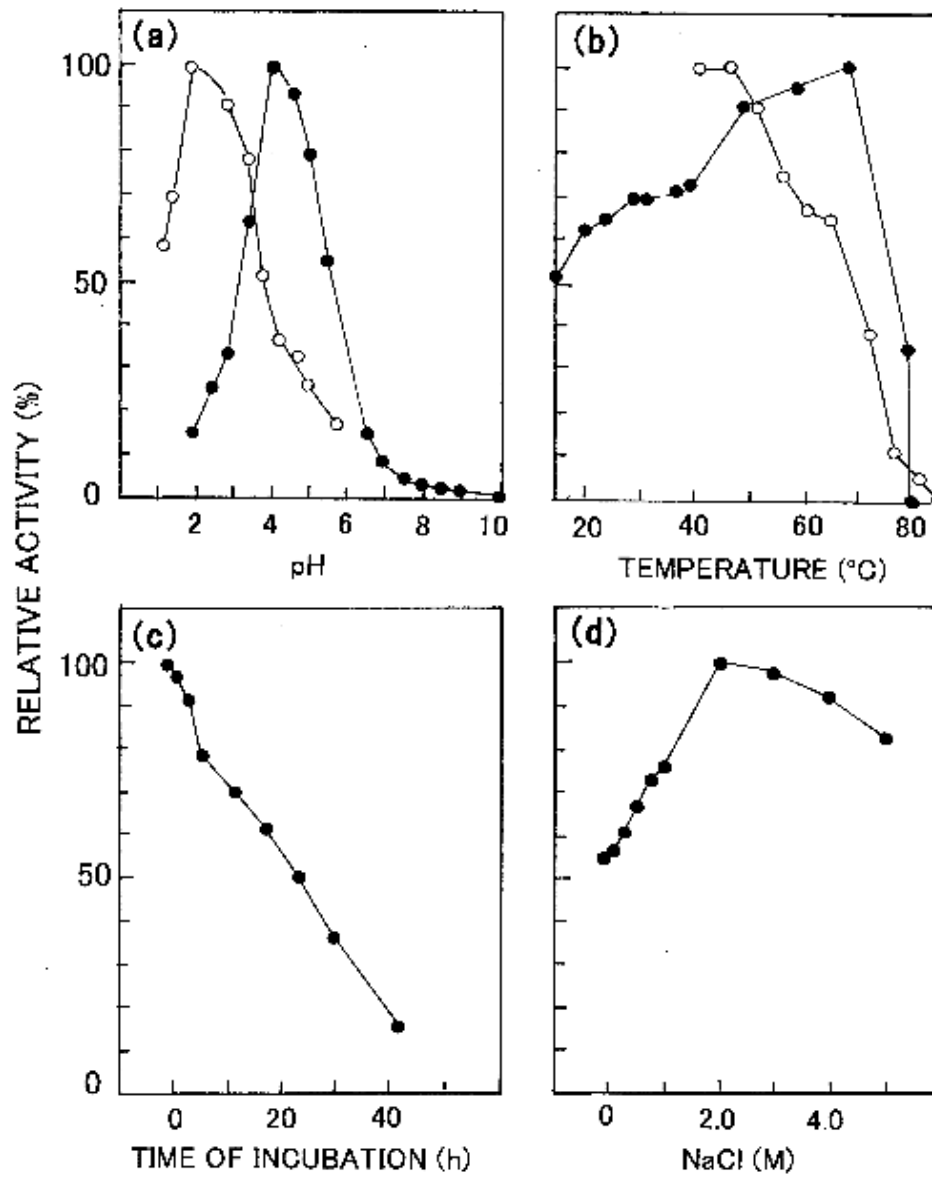 (a)
(b)
100
50
0
2 4 6 8 10
20 40 60 80
pH
TEMPERATURE (°C)
RELATIVE ACTIVITY (%)
(c)
(d)
100
50
0
0 20 40
0 2.0 4.0
TIME OF INCUBATION (h)
NaCl (M)